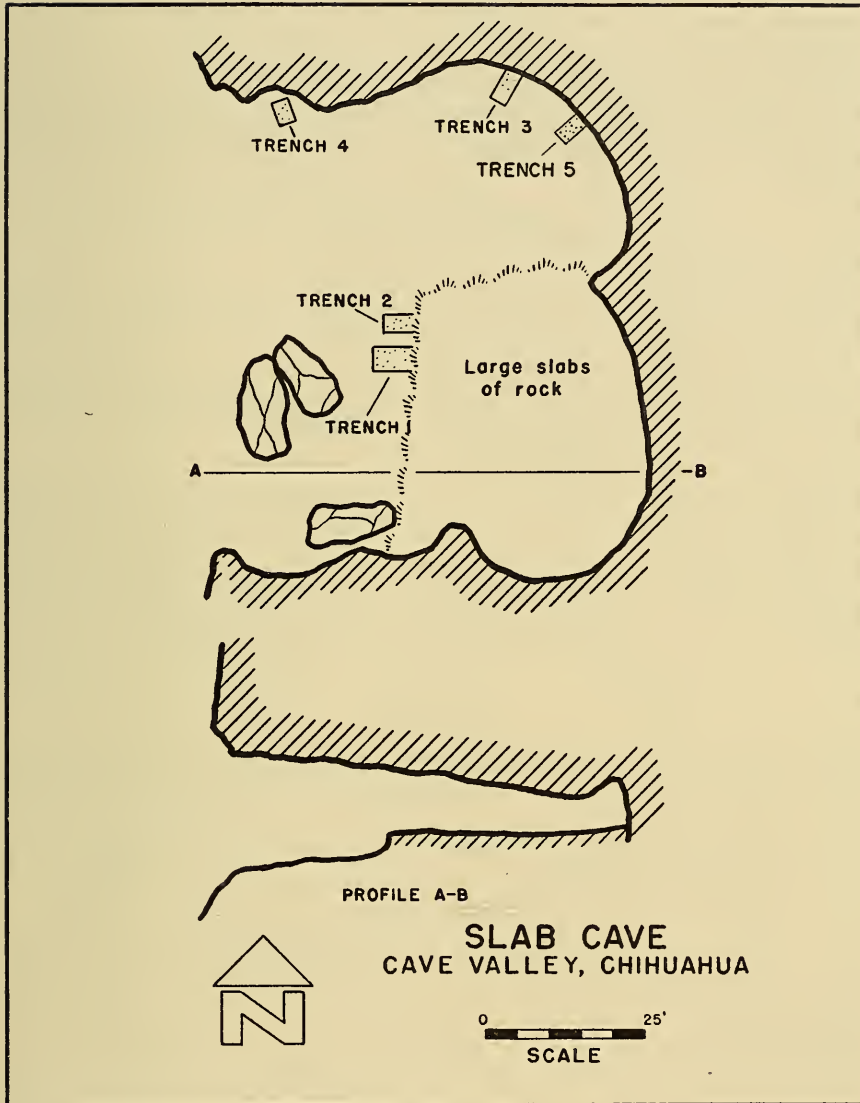 TRENCH 4
TRENCH 3
TRENCH 5
TRENCH 2
Large slabs
of rock
TRENCH 1
A
B
PROFILE A-B
SLAB CAVE
CAVE VALLEY, CHIHUAHUA
N
0 25'
SCALE